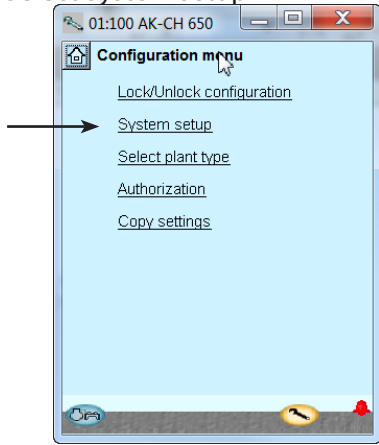 01:100 AK-CH 650
Configuration menu
Lock/Unlock configuration
System setup
Select plant type
Authorization
Copy settings